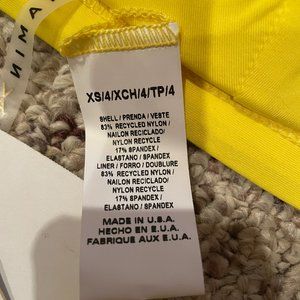 NIMA
XS/4/XCH/4/TP/4
SHELL / PRENDA / VESTE
83% RECYCLED NYLON /
NAILON RECICLADO/
NYLON RECYCLE
17% SPANDEX /
ELASTANO / SPANDEX
LINER / FORRO / DOUBLURE
83% RECYCLED NYLON /
NAILON RECICLADO /
NYLON RECYCLE
17% SPANDEX /
ELASTANO / SPANDEX
MADE IN U.S.A.
HECHO EN E.U.A.
FABRIQUE AUX E.U.A.